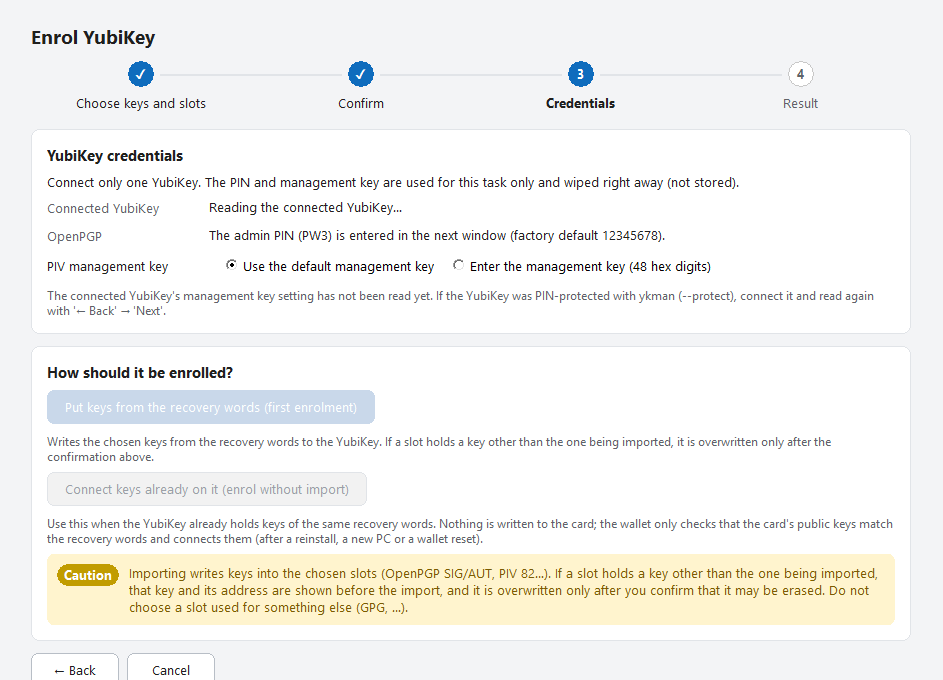 Enrol YubiKey
✓ ✓ 3 4
Choose keys and slots Confirm Credentials Result
YubiKey credentials
Connect only one YubiKey. The PIN and management key are used for this task only and wiped right away (not stored).
Connected YubiKey Reading the connected YubiKey...
OpenPGP The admin PIN (PW3) is entered in the next window (factory default 12345678).
PIV management key Use the default management key Enter the management key (48 hex digits)
The connected YubiKey's management key setting has not been read yet. If the YubiKey was PIN-protected with ykman (--protect), connect it and read again
with '← Back' → 'Next'.
How should it be enrolled?
Put keys from the recovery words (first enrolment)
Writes the chosen keys from the recovery words to the YubiKey. If a slot holds a key other than the one being imported, it is overwritten only after the
confirmation above.
Connect keys already on it (enrol without import)
Use this when the YubiKey already holds keys of the same recovery words. Nothing is written to the card; the wallet only checks that the card's public keys match
the recovery words and connects them (after a reinstall, a new PC or a wallet reset).
Caution Importing writes keys into the chosen slots (OpenPGP SIG/AUT, PIV 82...). If a slot holds a key other than the one being imported,
that key and its address are shown before the import, and it is overwritten only after you confirm that it may be erased. Do not
choose a slot used for something else (GPG, ...).
← Back Cancel